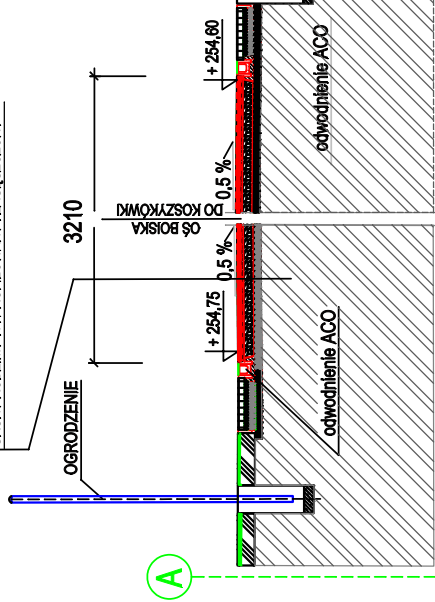 + 254,60
odwodnienie ACO
3210
0,5 %
OŚ BOISKA
DO KOSZYKÓWKI
0,5 %
+ 254,75
odwodnienie ACO
OGRODZENIE
A